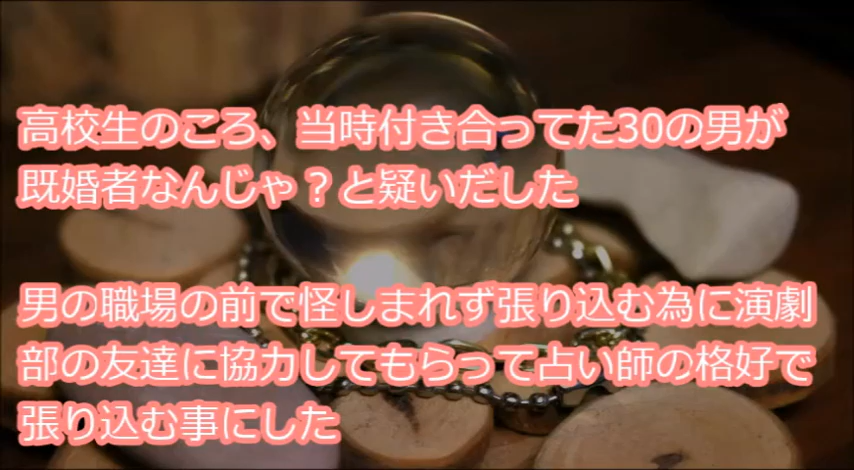 高校生のころ、当時付き合ってた30の男が
既婚者なんじゃ？と疑いだした
男の職場の前で怪しまれず張り込む為に演劇
部の友達に協力してもらって占い師の格好で
張り込む事にした